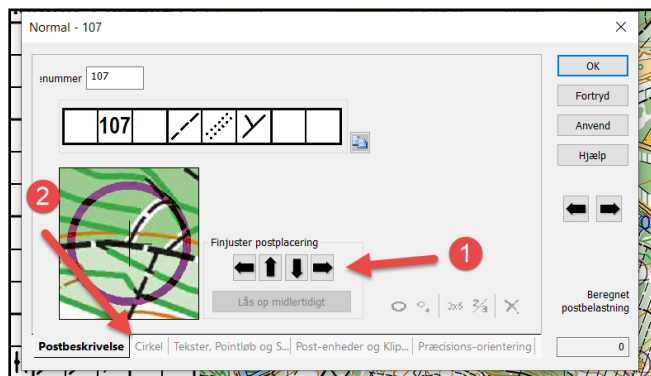 Normal - 107
enummer 107
OK
107
Fortryd
Anvend
Hjælp
2
Finjuster postplacering
1
Lås op midlertidigt
Beregnet
postbelastning
Postbeskrivelse Cirkel Tekster, Pointløb og S... Post-enheder og Klip... Præcisions-orientering
0